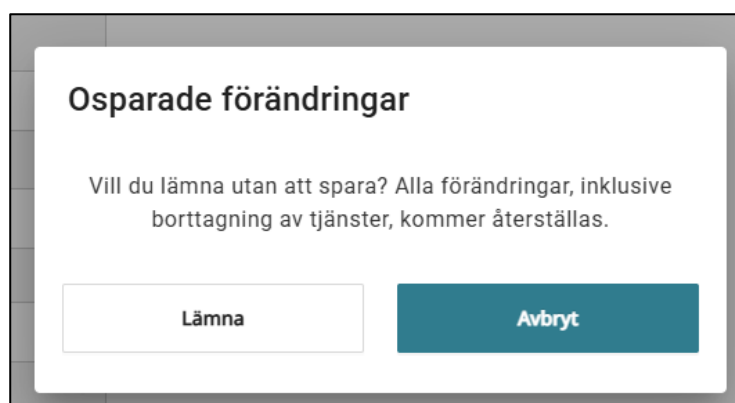 Osparade förändringar
Vill du lämna utan att spara? Alla förändringar, inklusive
borttagning av tjänster, kommer återställas.
Lämna
Avbryt